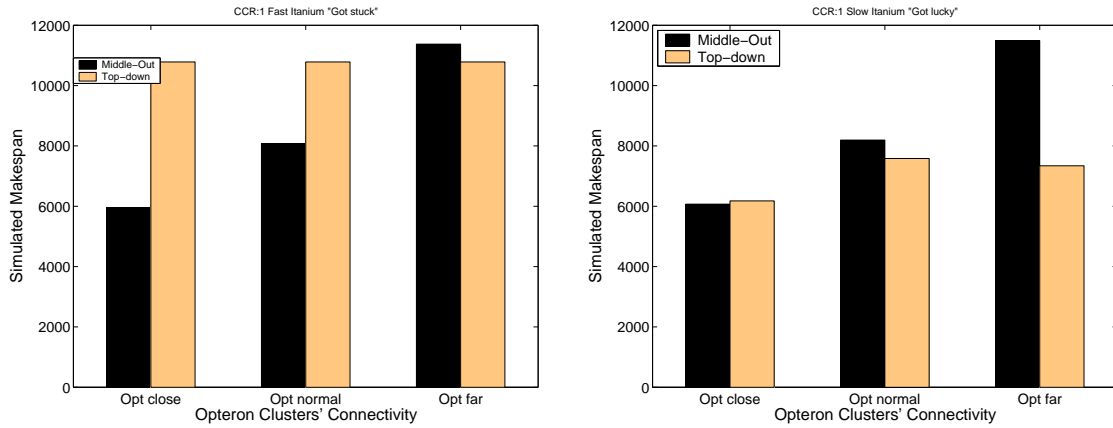 CCR:1 Fast Itanium "Got stuck"
12000
10000
8000
6000
4000
2000
0
Simulated Makespan
Middle−Out
Top−down
Opt close
Opt normal
Opt far
Opteron Clusters' Connectivity
CCR:1 Slow Itanium "Got lucky"
12000
10000
8000
6000
4000
2000
0
Simulated Makespan
Middle−Out
Top−down
Opt close
Opt normal
Opt far
Opteron Clusters' Connectivity